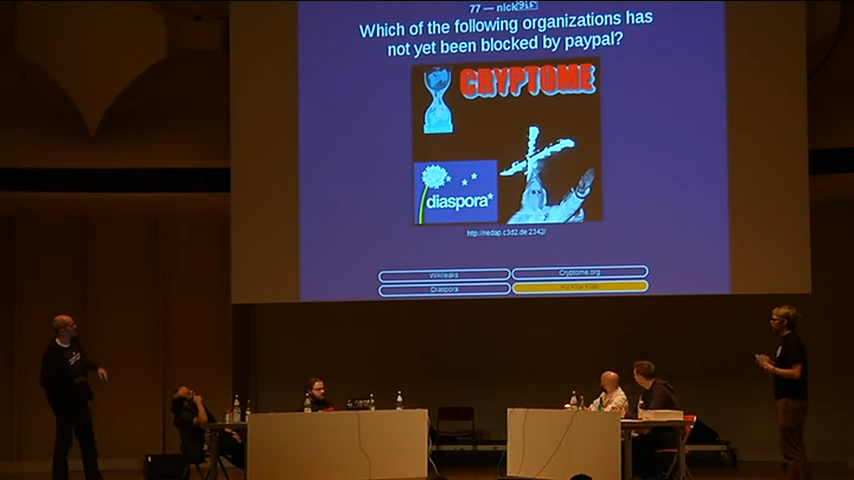 77 — nick
Which of the following organizations has
not yet been blocked by paypal?
CRYPTOME
diaspora*
http://nedap.c3d2.de:2342/
Wikileaks
Cryptome.org
Diaspora
Ku Klux Klan